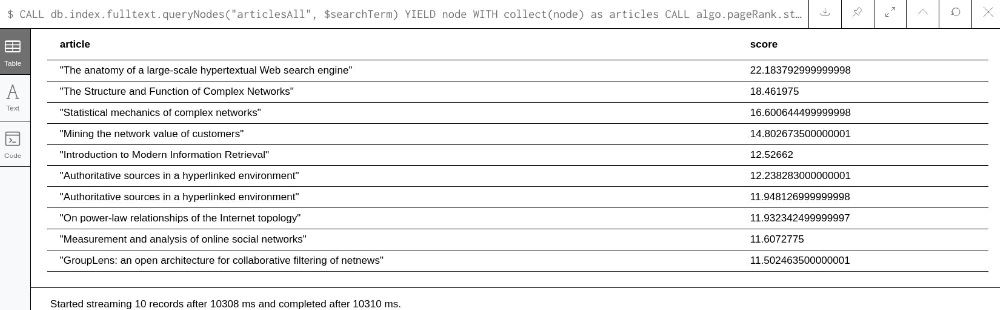 $ CALL db.index.fulltext.queryNodes("articlesAll", $searchTerm) YIELD node WITH collect(node) as articles CALL algo.pageRank.st…
Table
Text
Code
article score
"The anatomy of a large-scale hypertextual Web search engine" 22.183792999999998
"The Structure and Function of Complex Networks" 18.461975
"Statistical mechanics of complex networks" 16.600644499999998
"Mining the network value of customers" 14.802673500000001
"Introduction to Modern Information Retrieval" 12.52662
"Authoritative sources in a hyperlinked environment" 12.238283000000001
"Authoritative sources in a hyperlinked environment" 11.948126999999998
"On power-law relationships of the Internet topology" 11.932342499999997
"Measurement and analysis of online social networks" 11.6072775
"GroupLens: an open architecture for collaborative filtering of netnews" 11.502463500000001
Started streaming 10 records after 10308 ms and completed after 10310 ms.